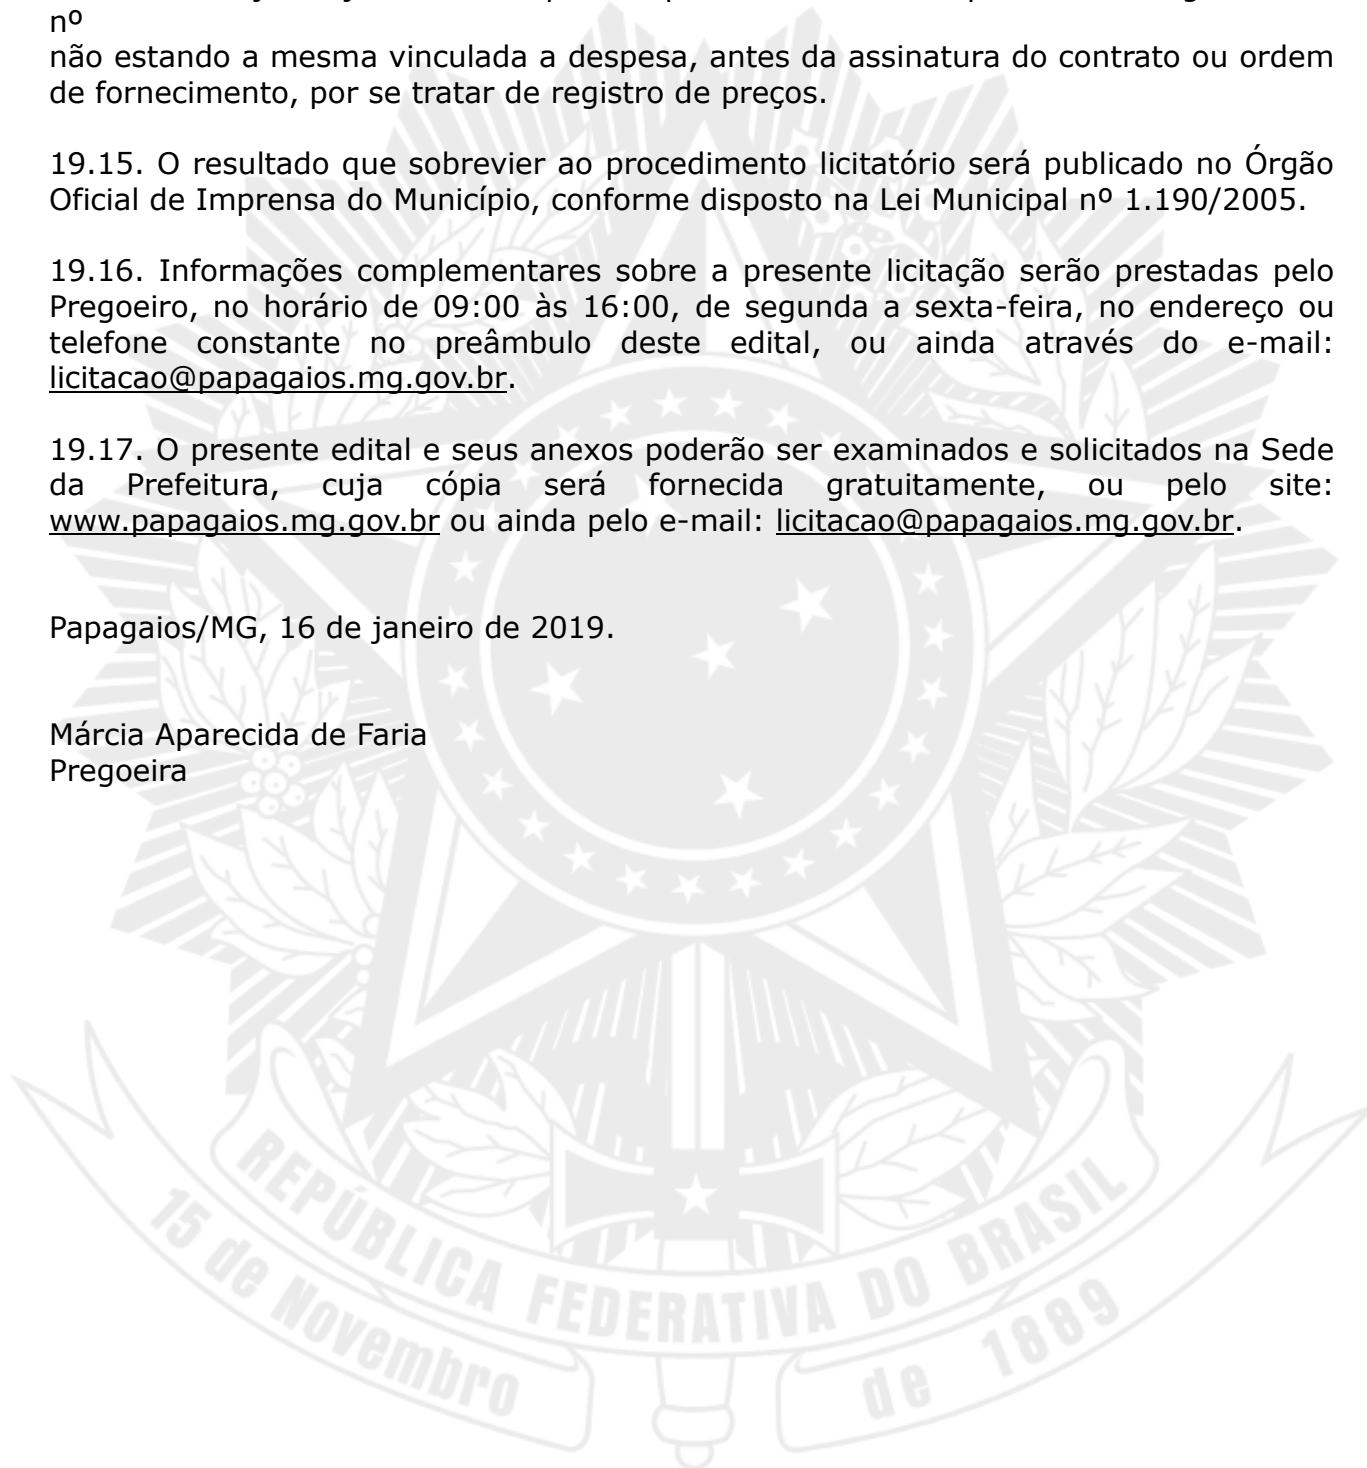 nº
não estando a mesma vinculada a despesa, antes da assinatura do contrato ou ordem
de fornecimento, por se tratar de registro de preços.
19.15. O resultado que sobrevier ao procedimento licitatório será publicado no Órgão
Oficial de Imprensa do Município, conforme disposto na Lei Municipal nº 1.190/2005.
19.16. Informações complementares sobre a presente licitação serão prestadas pelo
Pregoeiro, no horário de 09:00 às 16:00, de segunda a sexta-feira, no endereço ou
telefone constante no preâmbulo deste edital, ou ainda através do e-mail:
licitacao@papagaios.mg.gov.br.
19.17. O presente edital e seus anexos poderão ser examinados e solicitados na Sede
da Prefeitura, cuja cópia será fornecida gratuitamente, ou pelo site:
www.papagaios.mg.gov.br ou ainda pelo e-mail: licitacao@papagaios.mg.gov.br.
Papagaios/MG, 16 de janeiro de 2019.
Márcia Aparecida de Faria
Pregoeira
REPÚBLICA FEDERATIVA DO BRASIL
15 de Novembro de 1889